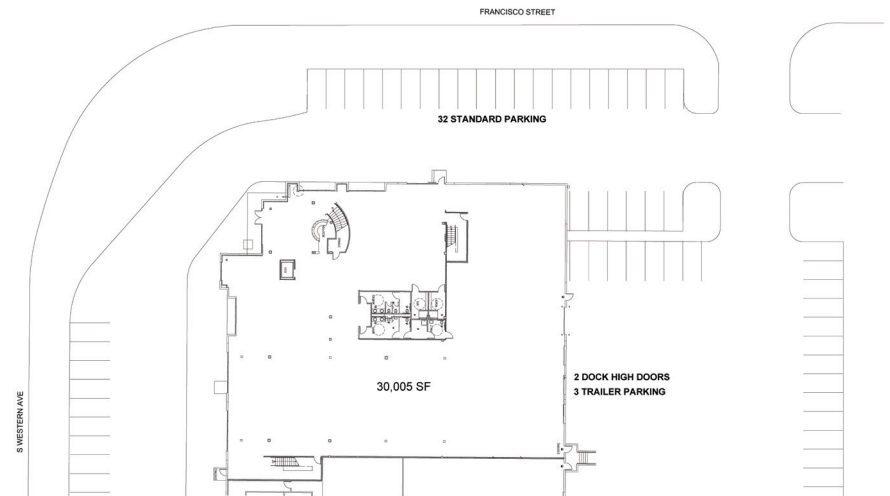 FRANCISCO STREET
32 STANDARD PARKING
30,005 SF
2 DOCK HIGH DOORS
3 TRAILER PARKING
S WESTERN AVE